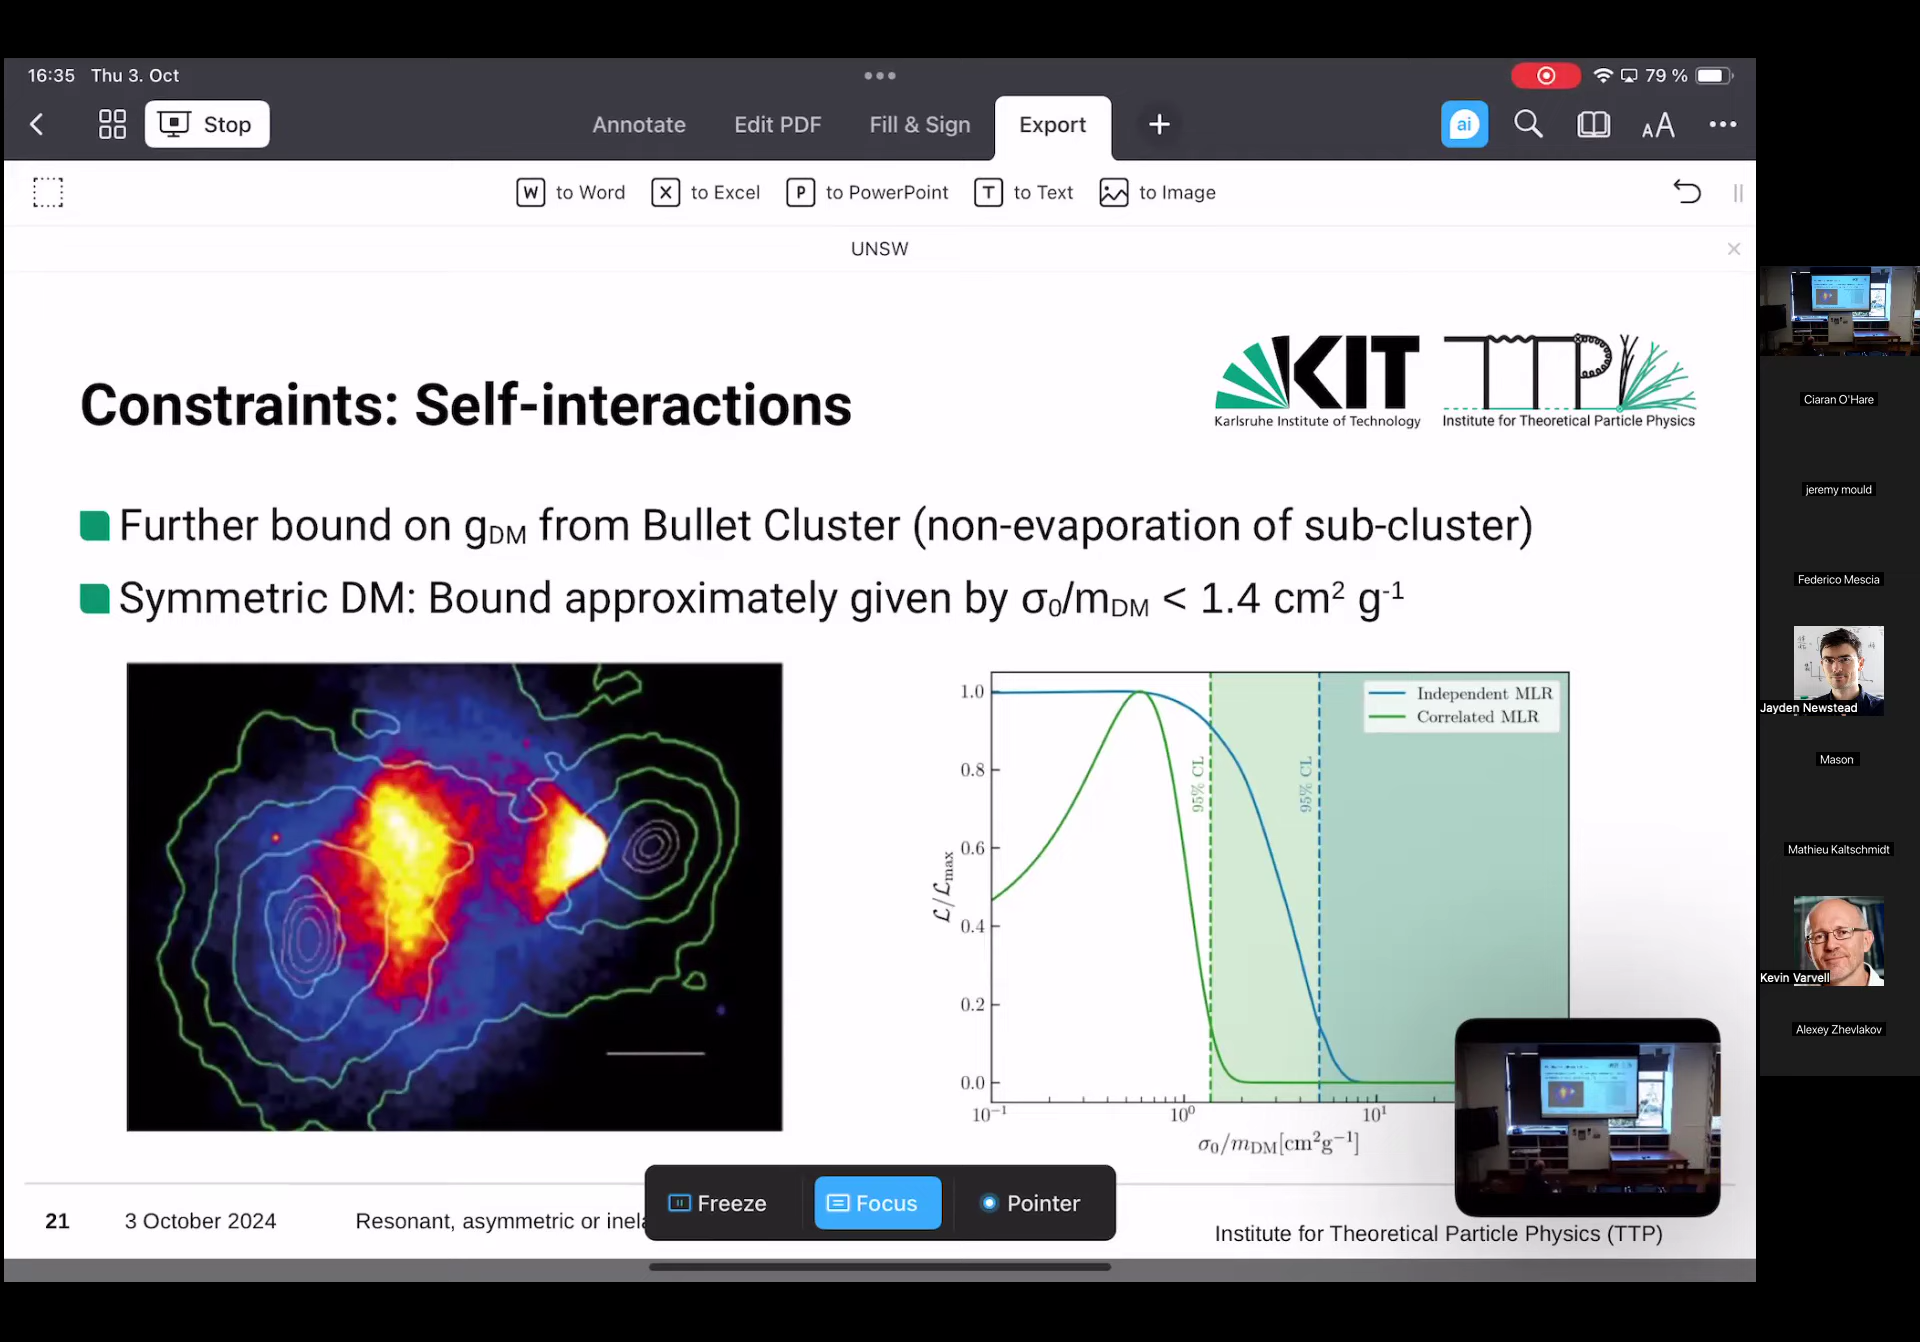 16:35 Thu 3. Oct
79 %
Stop
Annotate Edit PDF Fill & Sign Export +
ai
AA
W to Word X to Excel P to PowerPoint T to Text to Image
UNSW
KIT TTP
Karlsruhe Institute of Technology Institute for Theoretical Particle Physics
Constraints: Self-interactions
Further bound on gDM from Bullet Cluster (non-evaporation of sub-cluster)
Symmetric DM: Bound approximately given by σ₀/mDM < 1.4 cm² g⁻¹
Independent MLR
Correlated MLR
95% CL
95% CL
1.0
0.8
0.6
0.4
0.2
0.0
ℒ/ℒmax
10⁻¹ 10⁰ 10¹
σ₀/mDM[cm²g⁻¹]
Freeze Focus Pointer
21 3 October 2024 Resonant, asymmetric or inela
Institute for Theoretical Particle Physics (TTP)
Ciaran O'Hare
jeremy mould
Federico Mescia
Jayden Newstead
Mason
Mathieu Kaltschmidt
Kevin Varvell
Alexey Zhevlakov